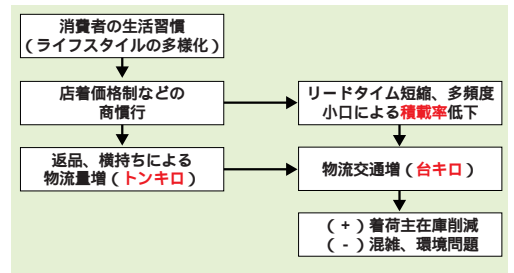 消費者の生活習慣
(ライフスタイルの多様化)
店着価格制などの
商慣行
リードタイム短縮、多頻度
小口による積載率低下
返品、横持ちによる
物流量増(トンキロ)
物流交通増(台キロ)
(+)着荷主在庫削減
(-)混雑、環境問題